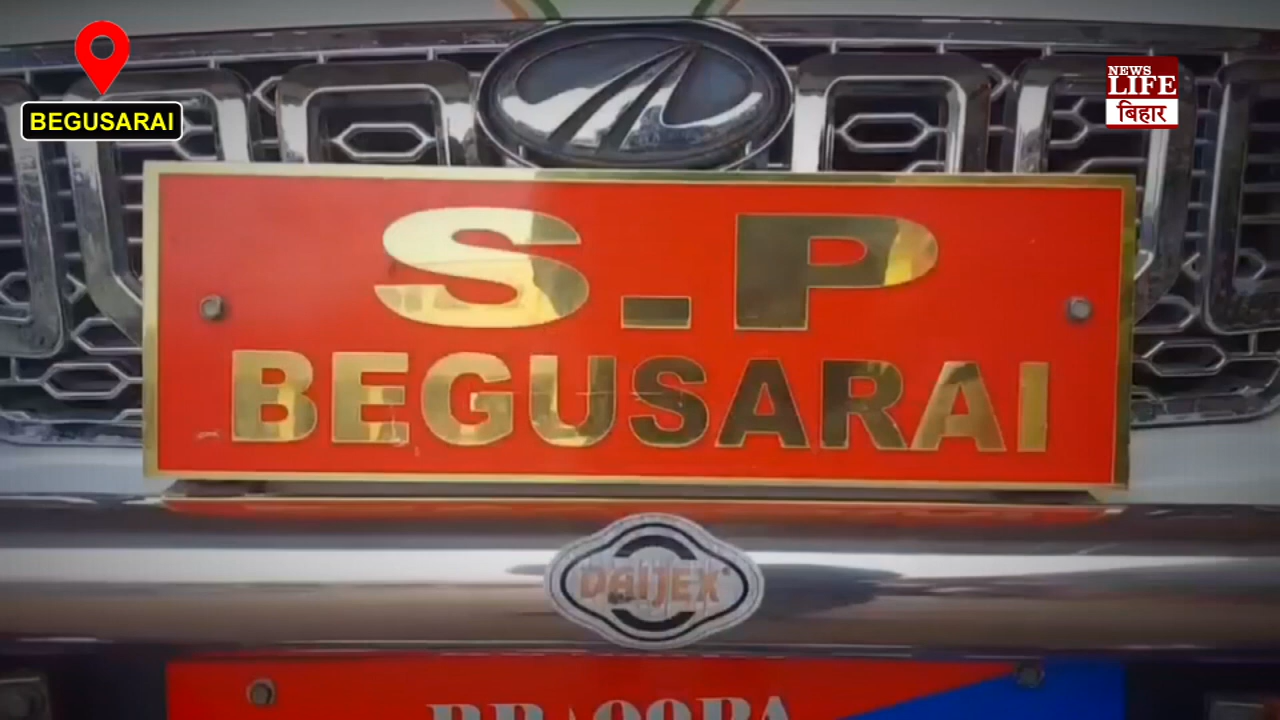 BEGUSARAI
NEWS
LIFE
बिहार
S-P
BEGUSARAI
DAIJEX